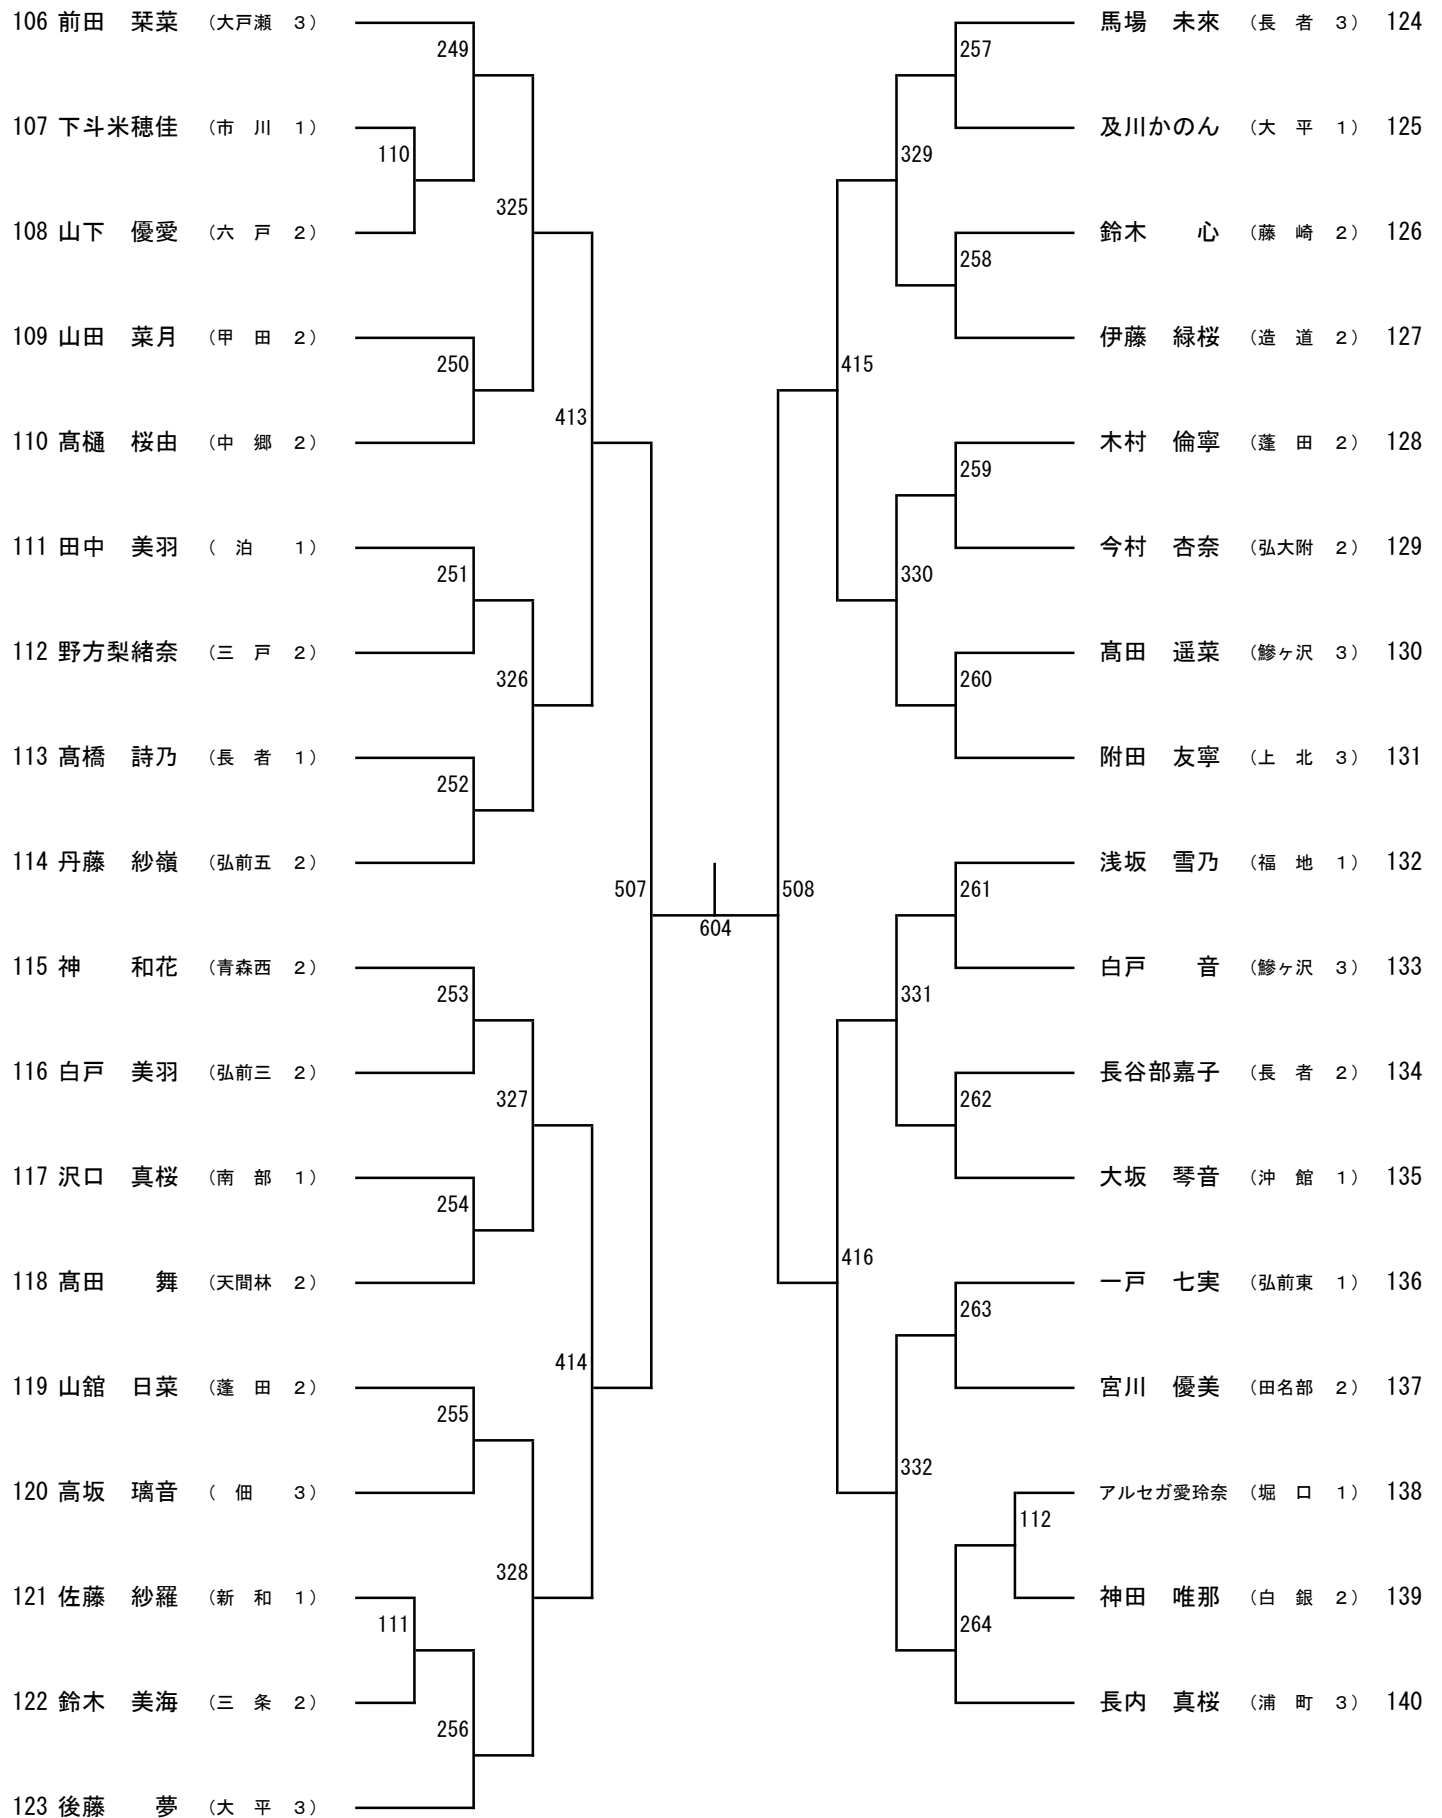 106 前田　栞菜 （大戸瀬 3）
249
107 下斗米穂佳 （市 川 1）
110
108 山下　優愛 （六 戸 2）
325
109 山田　菜月 （甲 田 2）
250
413
110 髙樋　桜由 （中 郷 2）
111 田中　美羽 （ 泊 1）
251
112 野方梨緒奈 （三 戸 2）
326
113 髙橋　詩乃 （長 者 1）
252
114 丹藤　紗嶺 （弘前五 2）
507
115 神　　和花 （青森西 2）
253
116 白戸　美羽 （弘前三 2）
327
117 沢口　真桜 （南 部 1）
254
118 髙田　　舞 （天間林 2）
414
119 山舘　日菜 （蓬 田 2）
255
120 高坂　璃音 （ 佃 3）
328
121 佐藤　紗羅 （新 和 1）
111
122 鈴木　美海 （三 条 2）
256
123 後藤　　夢 （大 平 3）
604
馬場　未來 （長 者 3） 124
257
及川かのん （大 平 1） 125
329
鈴木　　心 （藤 崎 2） 126
258
伊藤　緑桜 （造 道 2） 127
415
木村　倫寧 （蓬 田 2） 128
259
今村　杏奈 （弘大附 2） 129
330
髙田　遥菜 （鰺ヶ沢 3） 130
260
附田　友寧 （上 北 3） 131
浅坂　雪乃 （福 地 1） 132
508
261
白戸　　音 （鰺ヶ沢 3） 133
331
長谷部嘉子 （長 者 2） 134
262
大坂　琴音 （沖 館 1） 135
416
一戸　七実 （弘前東 1） 136
263
宮川　優美 （田名部 2） 137
332
アルセガ愛玲奈 （堀 口 1） 138
112
神田　唯那 （白 銀 2） 139
264
長内　真桜 （浦 町 3） 140